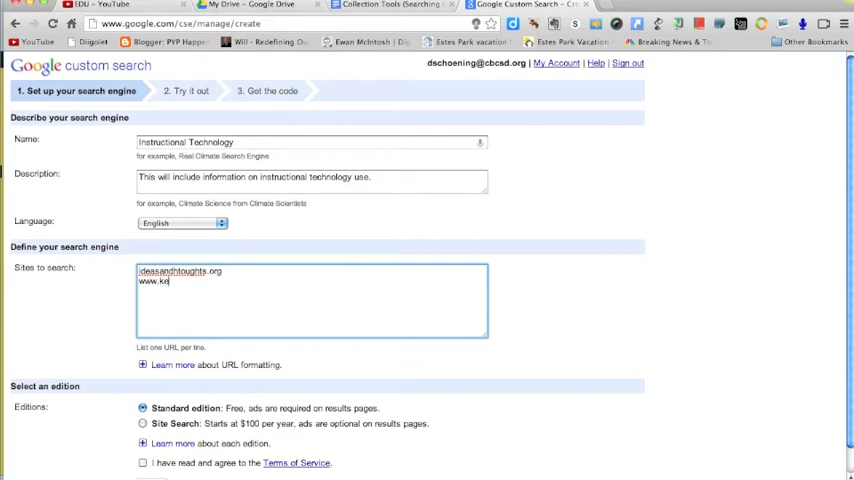 EDU - YouTube
My Drive - Google Drive
Collection Tools (Searching
Google Custom Search - Cr
www.google.com/cse/manage/create
YouTube
Diigolet
Blogger: PYP Happ
Will - Redefining Ou
Ewan McIntosh | Dig
Estes Park vacation
Estes Park Vacation
Breaking News & To
Other Bookmarks
Google custom search
dschoening@cbcsd.org | My Account | Help | Sign out
1. Set up your search engine
2. Try it out
3. Get the code
Describe your search engine
Name:
Instructional Technology
for example, Real Climate Search Engine
Description:
This will include information on instructional technology use.
for example, Climate Science from Climate Scientists
Language:
English
Define your search engine
Sites to search:
ideasandhtoughts.org
www.ke
List one URL per line.
Learn more about URL formatting.
Select an edition
Editions:
Standard edition: Free, ads are required on results pages.
Site Search: Starts at $100 per year, ads are optional on results pages.
Learn more about each edition.
I have read and agree to the Terms of Service.